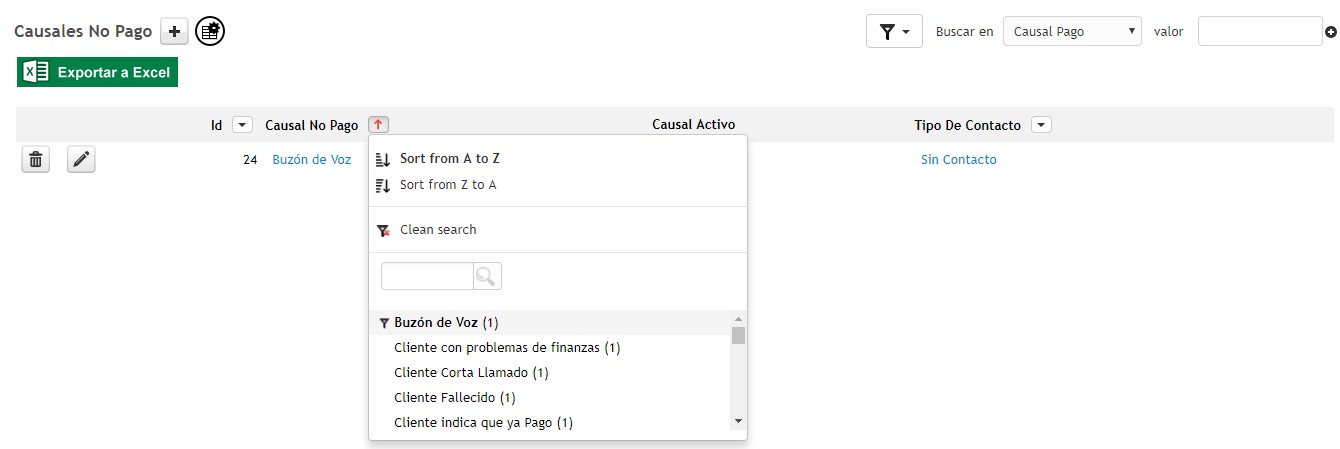 Causales No Pago
Buscar en Causal Pago valor
Exportar a Excel
Id Causal No Pago Causal Activo Tipo De Contacto
24 Buzón de Voz Sin Contacto
Sort from A to Z
Sort from Z to A
Clean search
Buzón de Voz (1)
Cliente con problemas de finanzas (1)
Cliente Corta Llamado (1)
Cliente Fallecido (1)
Cliente indica que ya Pago (1)